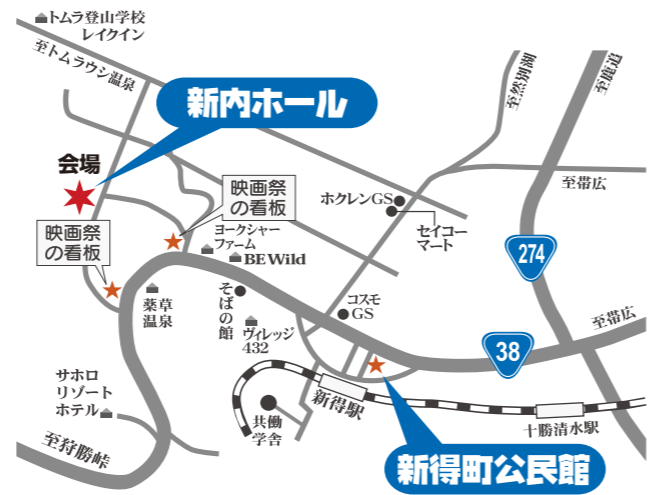 トムラ登山学校
レイクイン
至トムラウシ温泉
新内ホール
会場
映画祭
の看板
映画祭
の看板
ヨークシャー
ファーム
BE Wild
薬草
温泉
そばの館
ヴィレッジ
432
コスモ
GS
ホクレンGS
セイコー
マート
至然別湖
至鹿追
至帯広
274
至帯広
38
サホロ
リゾート
ホテル
至狩勝峠
共働
学舎
新得駅
十勝清水駅
新得町公民館